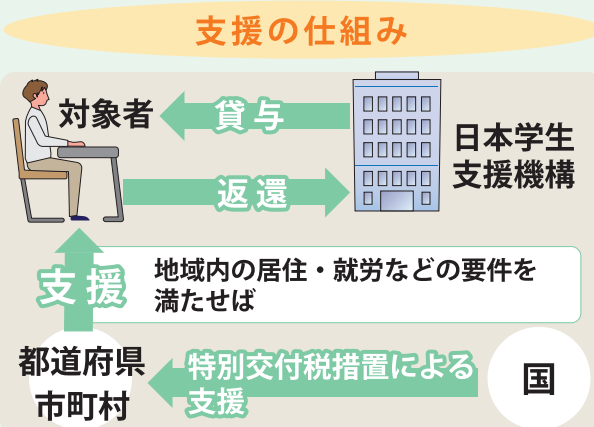 支援の仕組み
対象者
貸与
日本学生
支援機構
返還
支援
地域内の居住・就労などの要件を
満たせば
都道府県
市町村
特別交付税措置による
支援
国